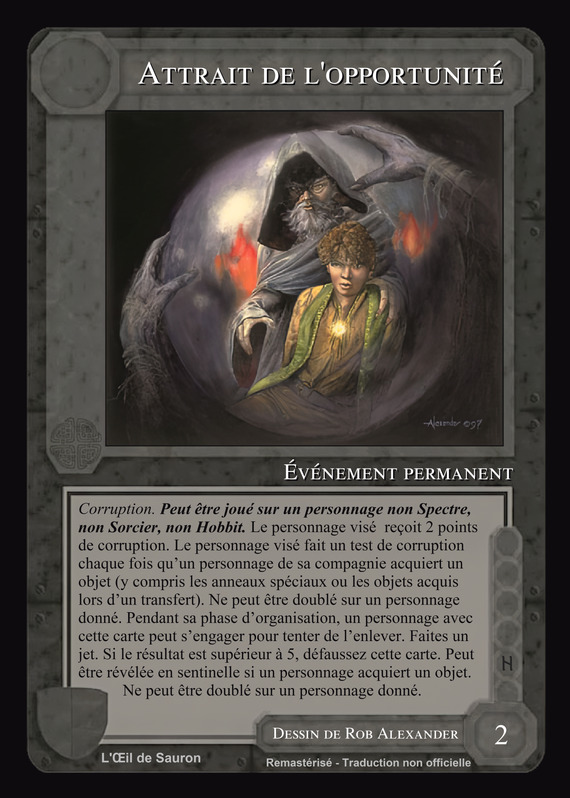 Attrait de l'opportunité
Alexander ©97
Événement permanent
Corruption. Peut être joué sur un personnage non Spectre,
non Sorcier, non Hobbit. Le personnage visé reçoit 2 points
de corruption. Le personnage visé fait un test de corruption
chaque fois qu’un personnage de sa compagnie acquiert un
objet (y compris les anneaux spéciaux ou les objets acquis
lors d’un transfert). Ne peut être doublé sur un personnage
donné. Pendant sa phase d’organisation, un personnage avec
cette carte peut s’engager pour tenter de l’enlever. Faites un
jet. Si le résultat est supérieur à 5, défaussez cette carte. Peut
être révélée en sentinelle si un personnage acquiert un objet.
Ne peut être doublé sur un personnage donné.
Dessin de Rob Alexander
2
L'Œil de Sauron
Remastérisé - Traduction non officielle